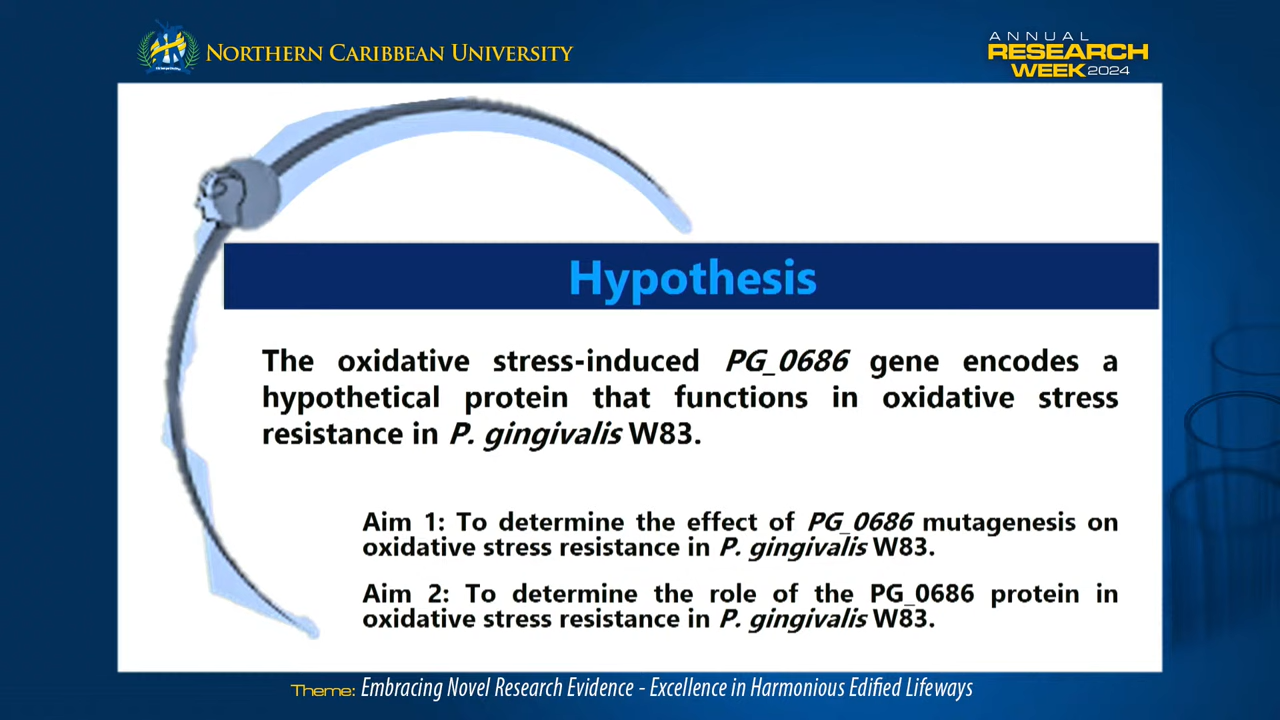 NORTHERN CARIBBEAN UNIVERSITY
ANNUAL
RESEARCH
WEEK 2024
Hypothesis
The oxidative stress-induced PG_0686 gene encodes a
hypothetical protein that functions in oxidative stress
resistance in P. gingivalis W83.
Aim 1: To determine the effect of PG_0686 mutagenesis on
oxidative stress resistance in P. gingivalis W83.
Aim 2: To determine the role of the PG_0686 protein in
oxidative stress resistance in P. gingivalis W83.
Theme: Embracing Novel Research Evidence - Excellence in Harmonious Edified Lifeways